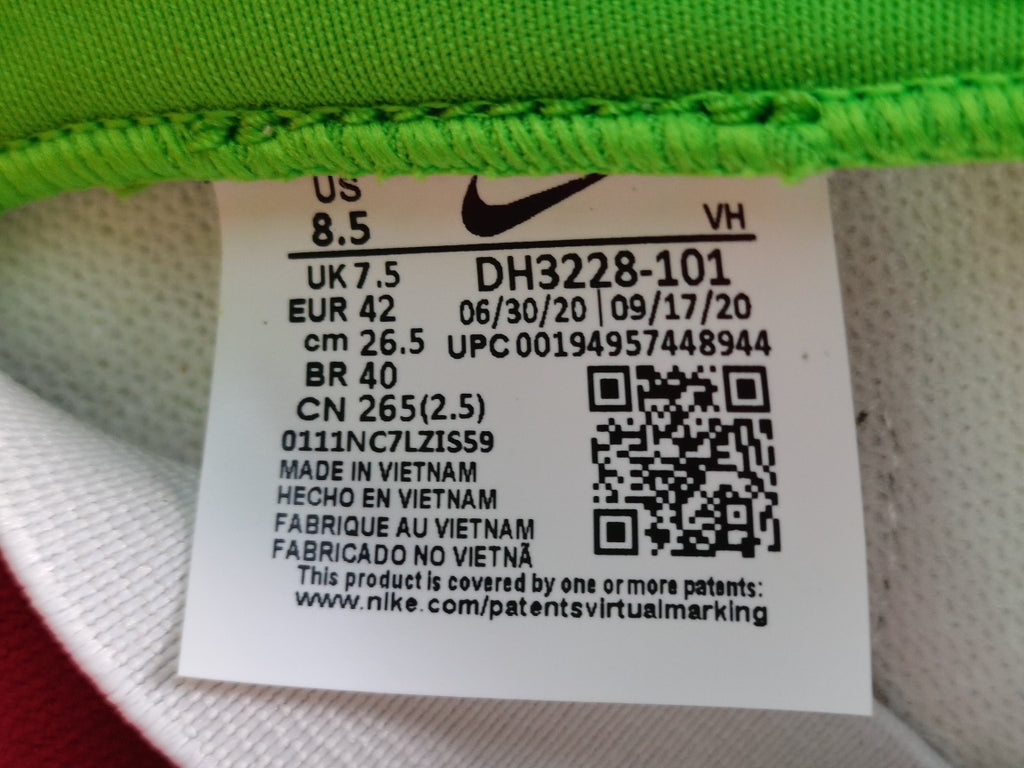 US
8.5
VH
UK 7.5
DH3228-101
EUR 42
06/30/20 | 09/17/20
cm 26.5
UPC 00194957448944
BR 40
CN 265(2.5)
0111NC7LZIS59
MADE IN VIETNAM
HECHO EN VIETNAM
FABRIQUE AU VIETNAM
FABRICADO NO VIETNÃ
This product is covered by one or more patents:
www.nike.com/patentsvirtualmarking